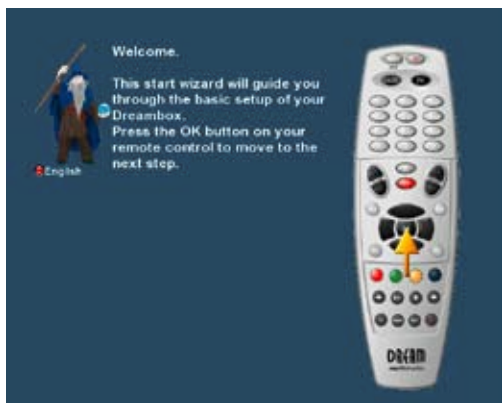 Welcome.
This start wizard will guide you
through the basic setup of your
Dreambox.
Press the OK button on your
remote control to move to the
next step.
English
DREAM